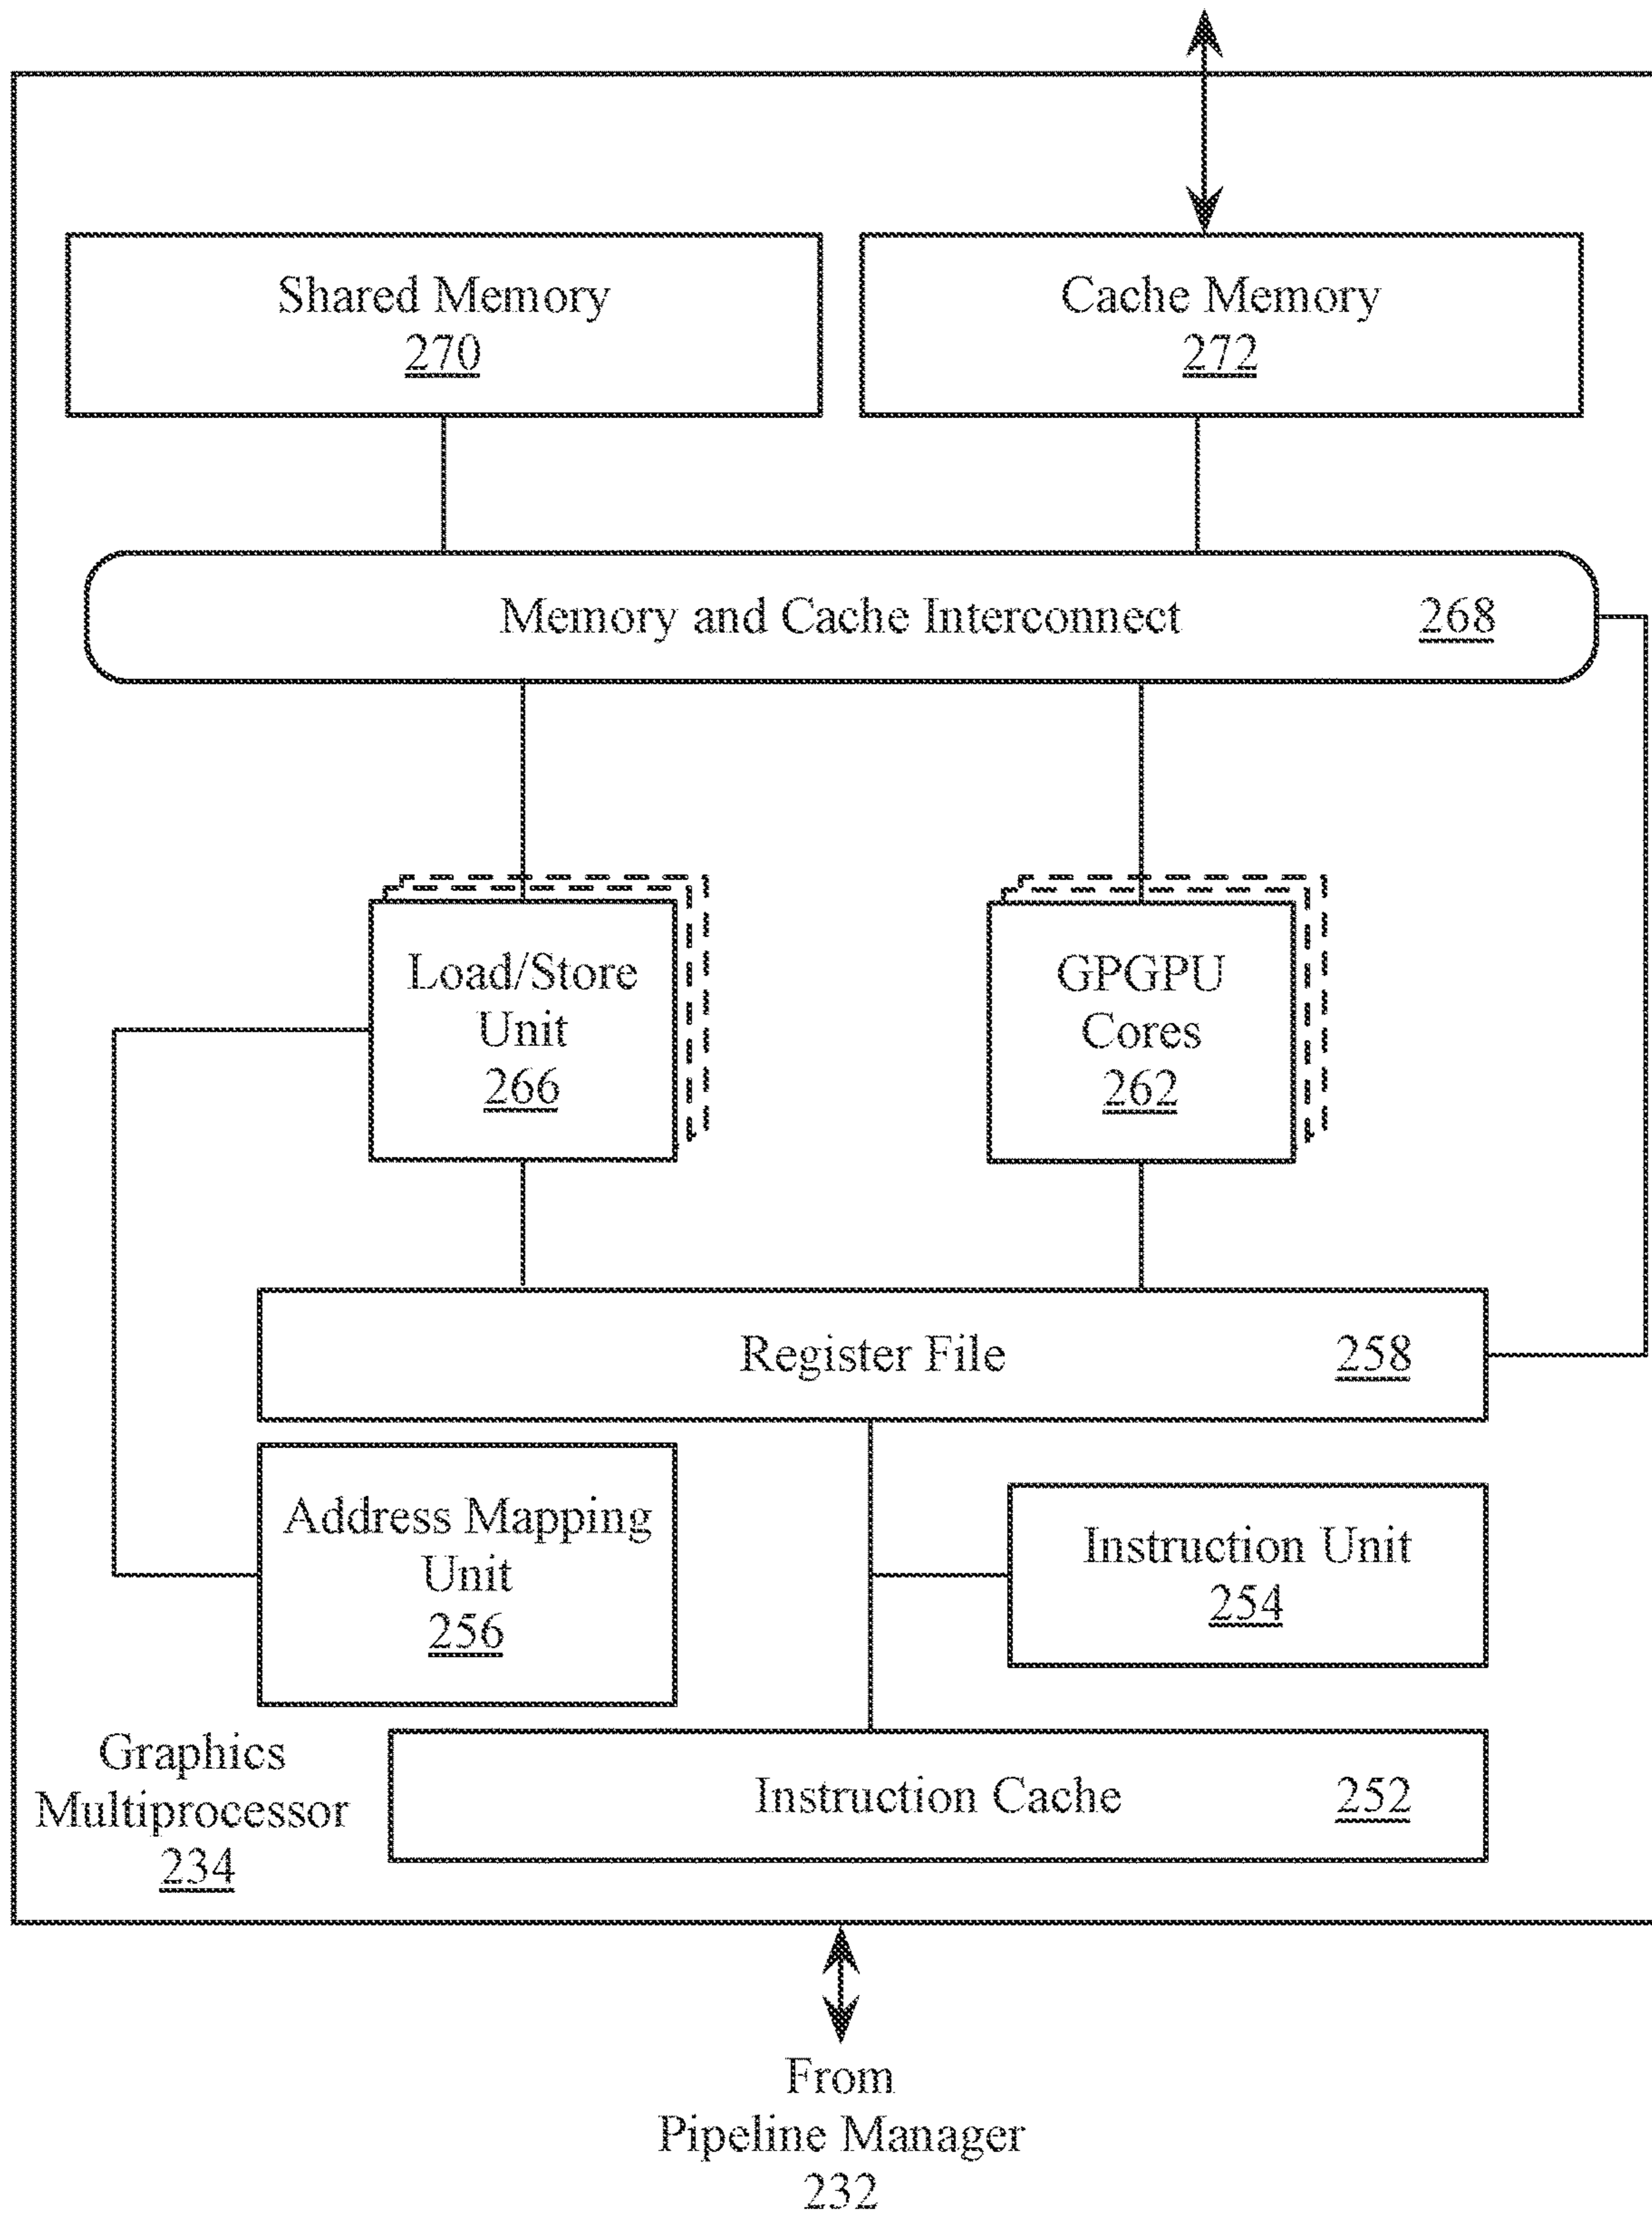 Shared Memory
270
Cache Memory
272
Memory and Cache Interconnect 268
Load/Store
Unit
266
GPGPU
Cores
262
Register File 258
Address Mapping
Unit
256
Instruction Unit
254
Graphics
Multiprocessor
234
Instruction Cache 252
From
Pipeline Manager
232